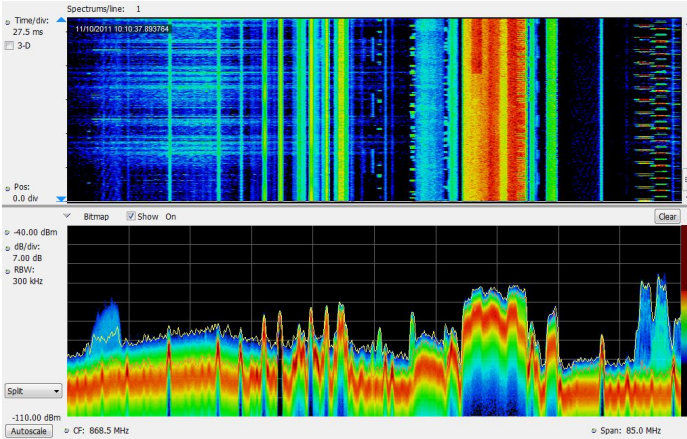 Spectrums/line: 1
Time/div:
27.5 ms
3-D
11/10/2011 10:10:37.893764
Pos:
0.0 div
Bitmap Show On Clear
-40.00 dBm
dB/div:
7.00 dB
RBW:
300 kHz
Split
-110.00 dBm
Autoscale CF: 868.5 MHz Span: 85.0 MHz